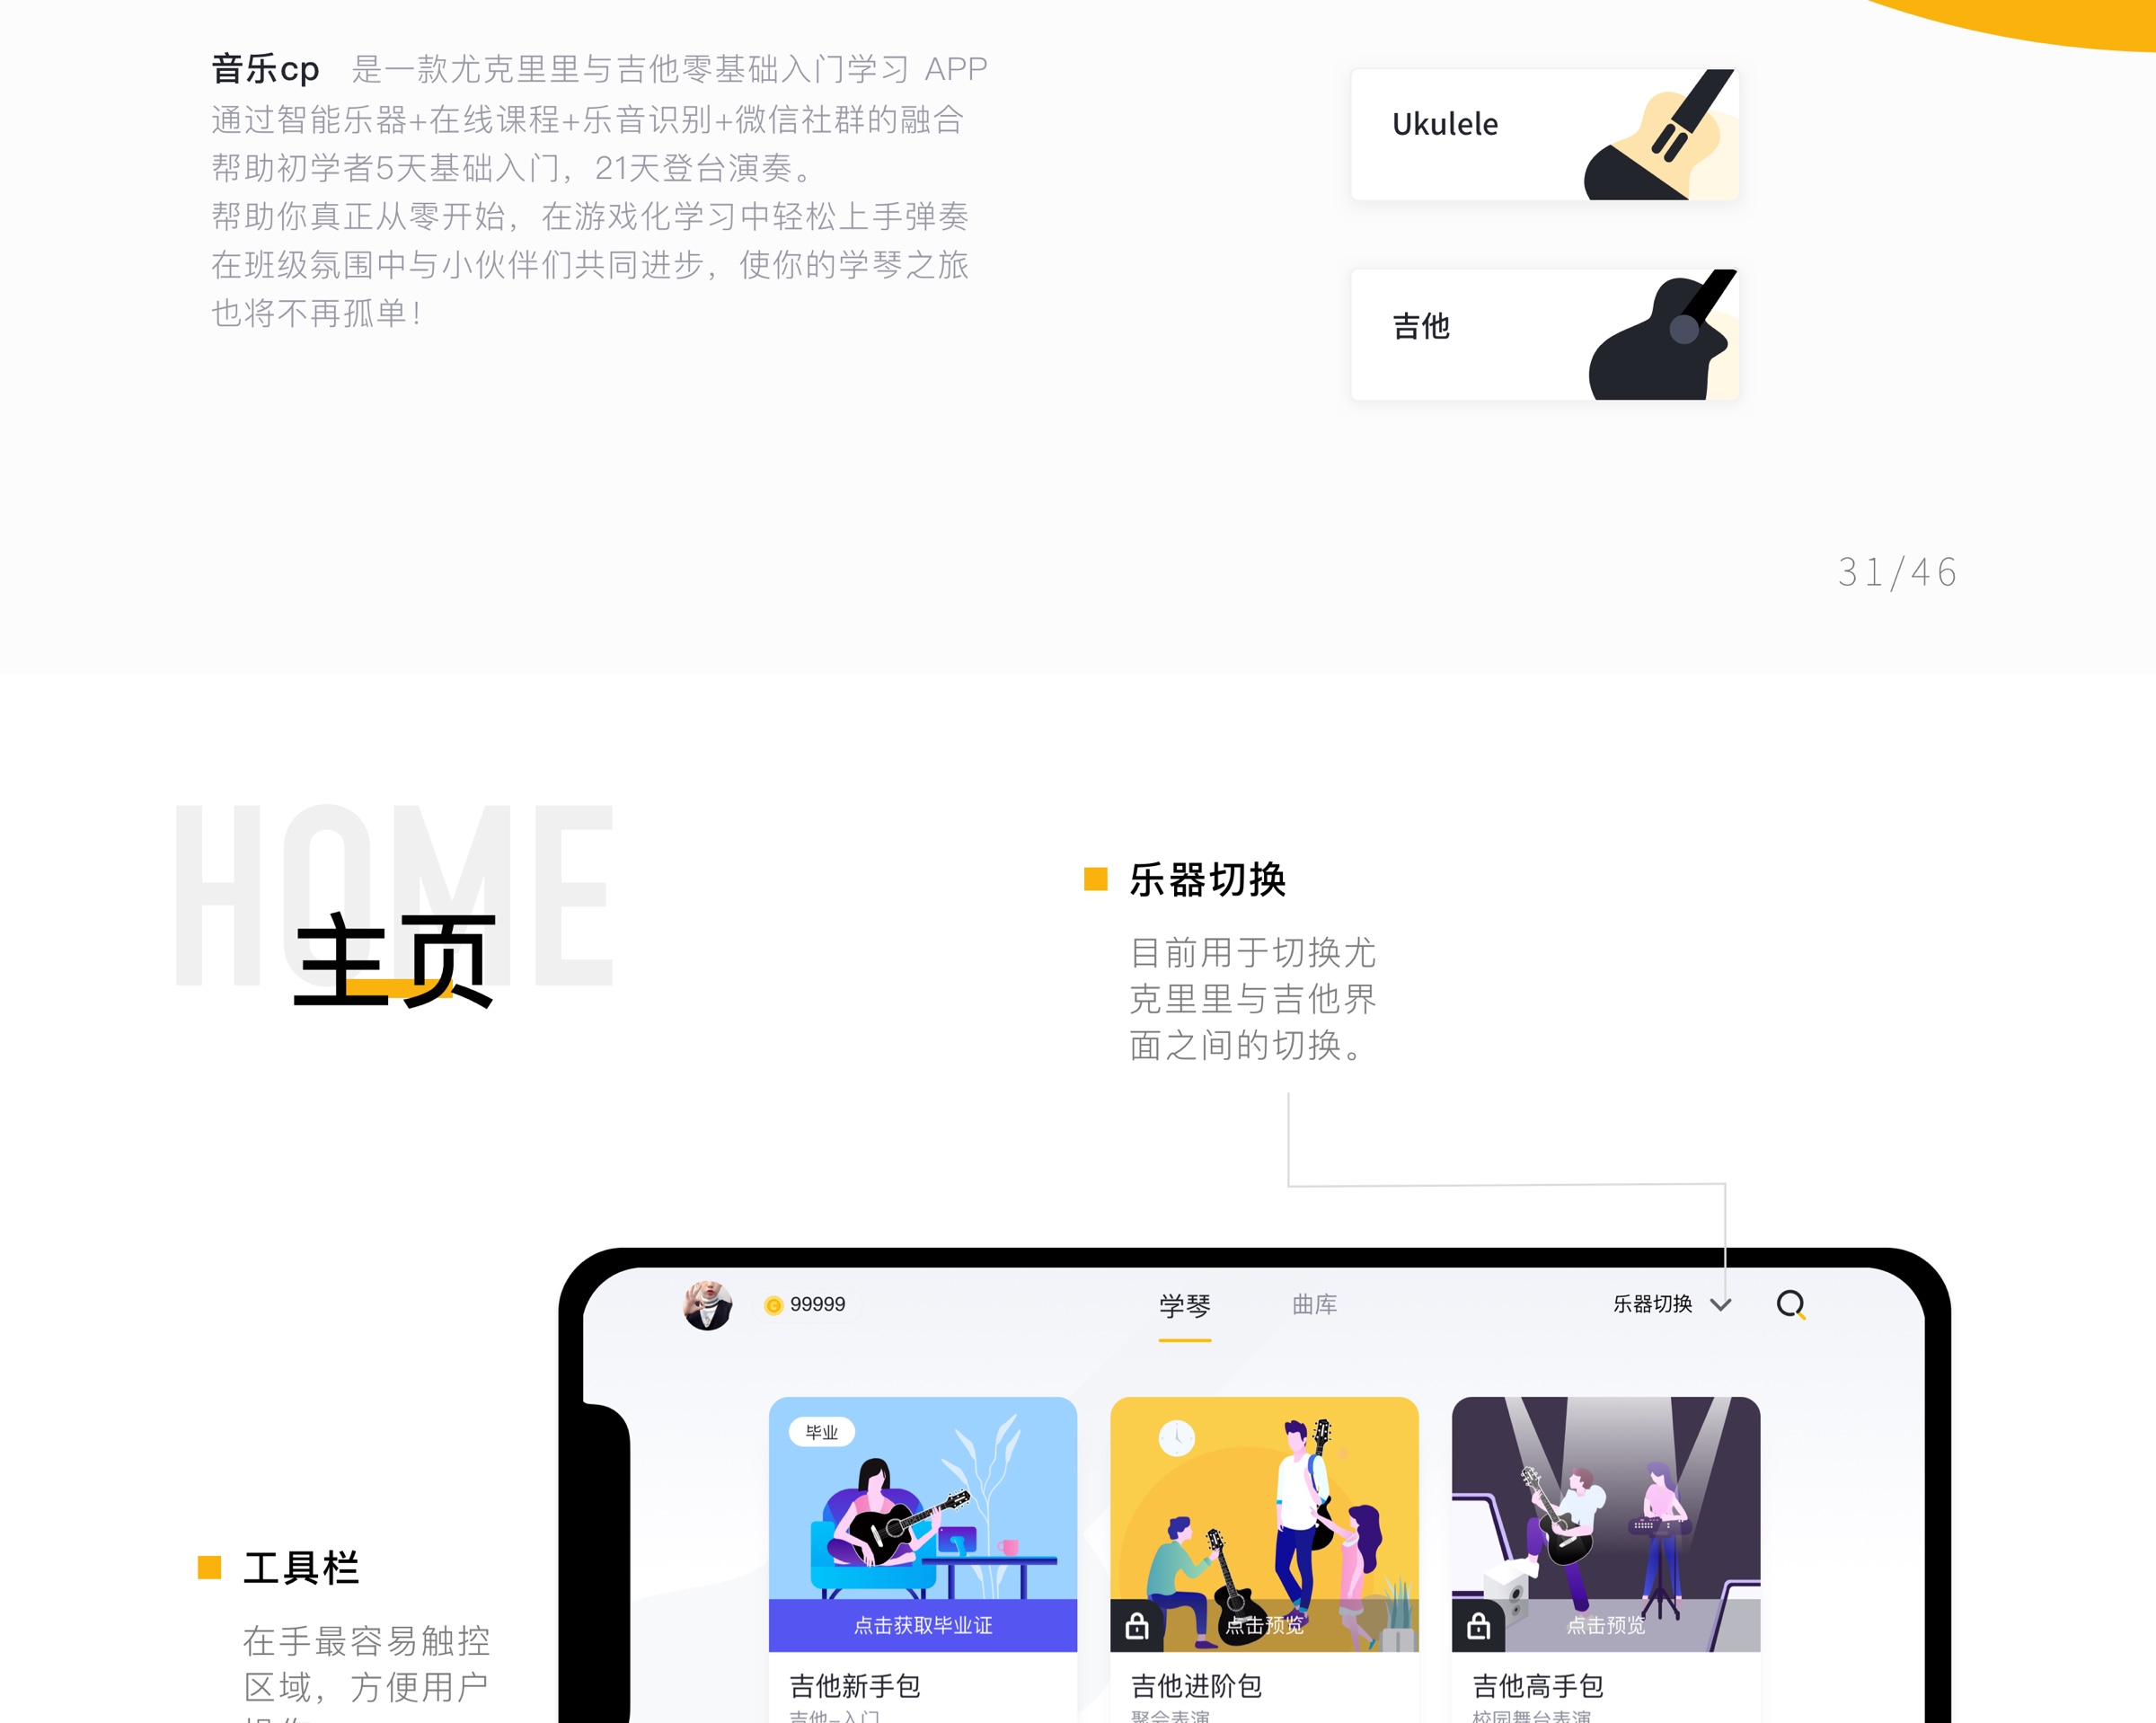 音乐cp 是一款尤克里里与吉他零基础入门学习 APP
通过智能乐器+在线课程+乐音识别+微信社群的融合
帮助初学者5天基础入门，21天登台演奏。
帮助你真正从零开始，在游戏化学习中轻松上手弹奏
在班级氛围中与小伙伴们共同进步，使你的学琴之旅
也将不再孤单！
Ukulele
吉他
31/46
HOME
主页
乐器切换
目前用于切换尤
克里里与吉他界
面之间的切换。
99999
学琴
曲库
乐器切换
毕业
点击获取毕业证
点击预览
点击预览
吉他新手包
吉他进阶包
吉他高手包
吉他-入门
聚会表演
校园舞台表演
工具栏
在手最容易触控
区域，方便用户